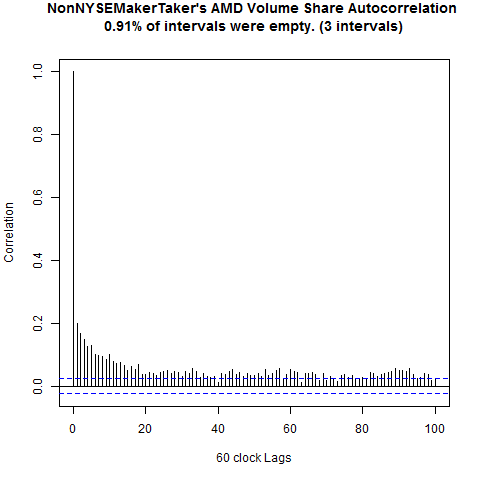 NonNYSEMakerTaker's AMD Volume Share Autocorrelation
0.91% of intervals were empty. (3 intervals)
1.0
0.8
0.6
0.4
0.2
0.0
Correlation
0 20 40 60 80 100
60 clock Lags